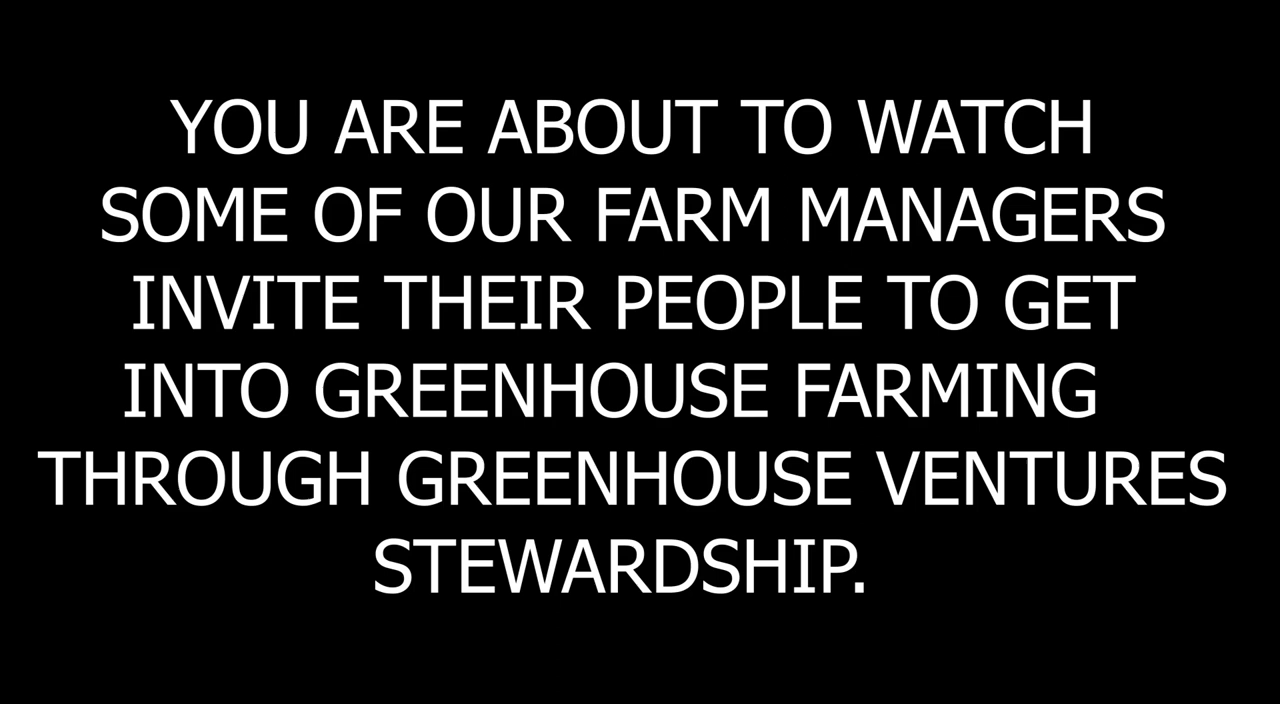 YOU ARE ABOUT TO WATCH
SOME OF OUR FARM MANAGERS
INVITE THEIR PEOPLE TO GET
INTO GREENHOUSE FARMING
THROUGH GREENHOUSE VENTURES
STEWARDSHIP.